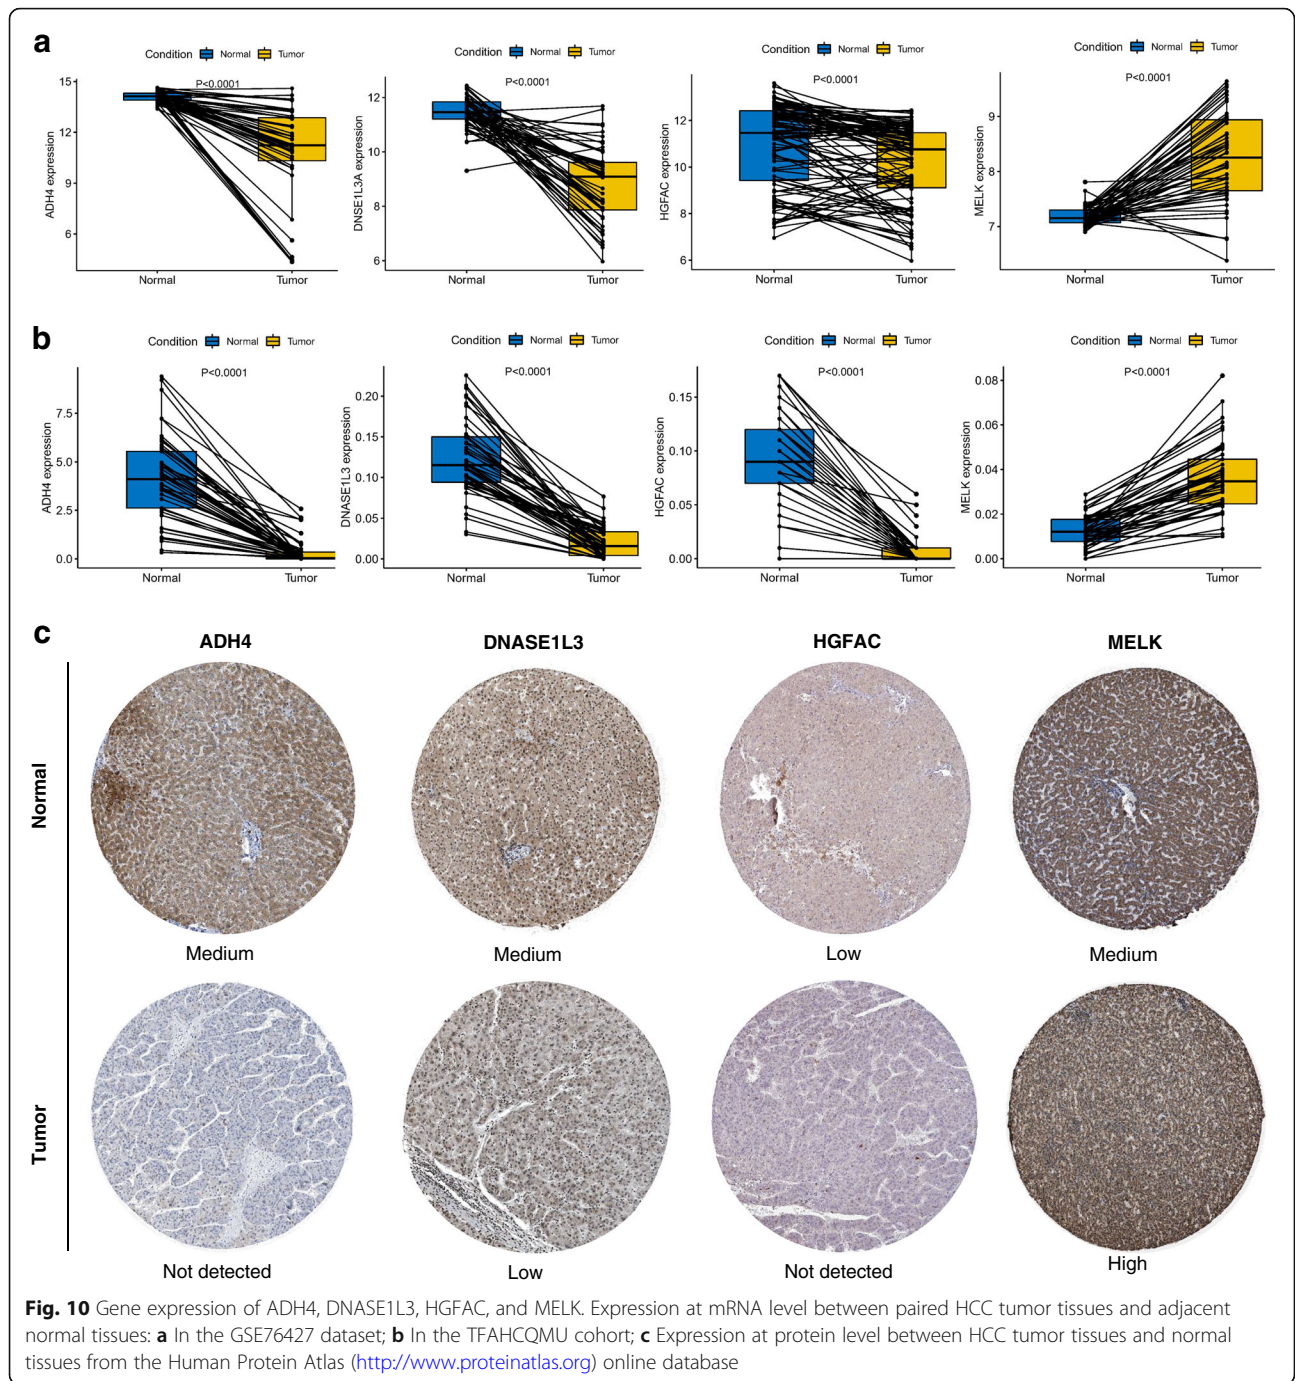 a
Condition Normal Tumor
P<0.0001
15
12
9
6
ADH4 expression
Normal Tumor
Condition Normal Tumor
P<0.0001
12
10
8
6
DNSE1L3A expression
Normal Tumor
Condition Normal Tumor
P<0.0001
12
10
8
6
HGFAC expression
Normal Tumor
Condition Normal Tumor
P<0.0001
9
8
7
MELK expression
Normal Tumor
b
Condition Normal Tumor
P<0.0001
7.5
5.0
2.5
0.0
ADH4 expression
Normal Tumor
Condition Normal Tumor
P<0.0001
0.20
0.15
0.10
0.05
0.00
DNASE1L3 expression
Normal Tumor
Condition Normal Tumor
P<0.0001
0.15
0.10
0.05
0.00
HGFAC expression
Normal Tumor
Condition Normal Tumor
P<0.0001
0.08
0.06
0.04
0.02
0.00
MELK expression
Normal Tumor
c
ADH4 DNASE1L3 HGFAC MELK
Normal
Medium Medium Low Medium
Tumor
Not detected Low Not detected High
Fig. 10 Gene expression of ADH4, DNASE1L3, HGFAC, and MELK. Expression at mRNA level between paired HCC tumor tissues and adjacent
normal tissues: a In the GSE76427 dataset; b In the TFAHCQMU cohort; c Expression at protein level between HCC tumor tissues and normal
tissues from the Human Protein Atlas (http://www.proteinatlas.org) online database